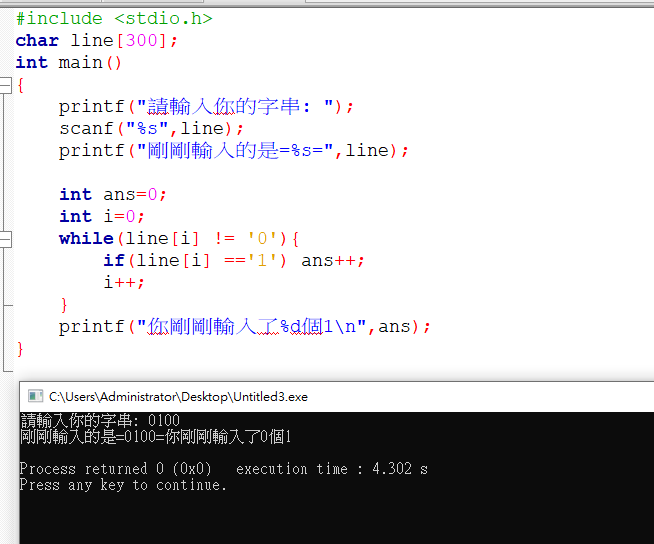 #include <stdio.h>
char line[300];
int main()
{
    printf("請輸入你的字串: ");
    scanf("%s",line);
    printf("剛剛輸入的是=%s=",line);

    int ans=0;
    int i=0;
    while(line[i] != '0'){
        if(line[i] =='1') ans++;
        i++;
    }
    printf("你剛剛輸入了%d個1\n",ans);
}
C:\Users\Administrator\Desktop\Untitled3.exe
請輸入你的字串: 0100
剛剛輸入的是=0100=你剛剛輸入了0個1

Process returned 0 (0x0)   execution time : 4.302 s
Press any key to continue.